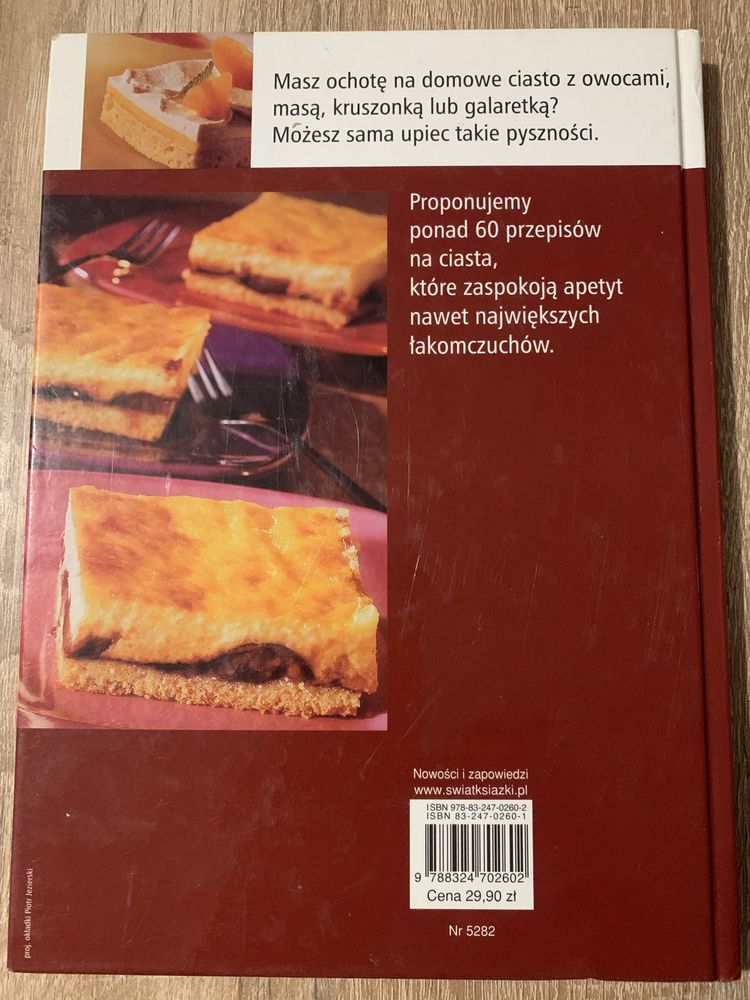 Masz ochotę na domowe ciasto z owocami,
masą, kruszonką lub galaretką?
Możesz sama upiec takie pyszności.
Proponujemy
ponad 60 przepisów
na ciasta,
które zaspokoją apetyt
nawet największych
łakomczuchów.
Nowości i zapowiedzi
www.swiatksiazki.pl
ISBN 978-83-247-0260-2
ISBN 83-247-0260-1
9 788324 702602
Cena 29,90 zł
Nr 5282
proj. okładki Piotr Jezierski